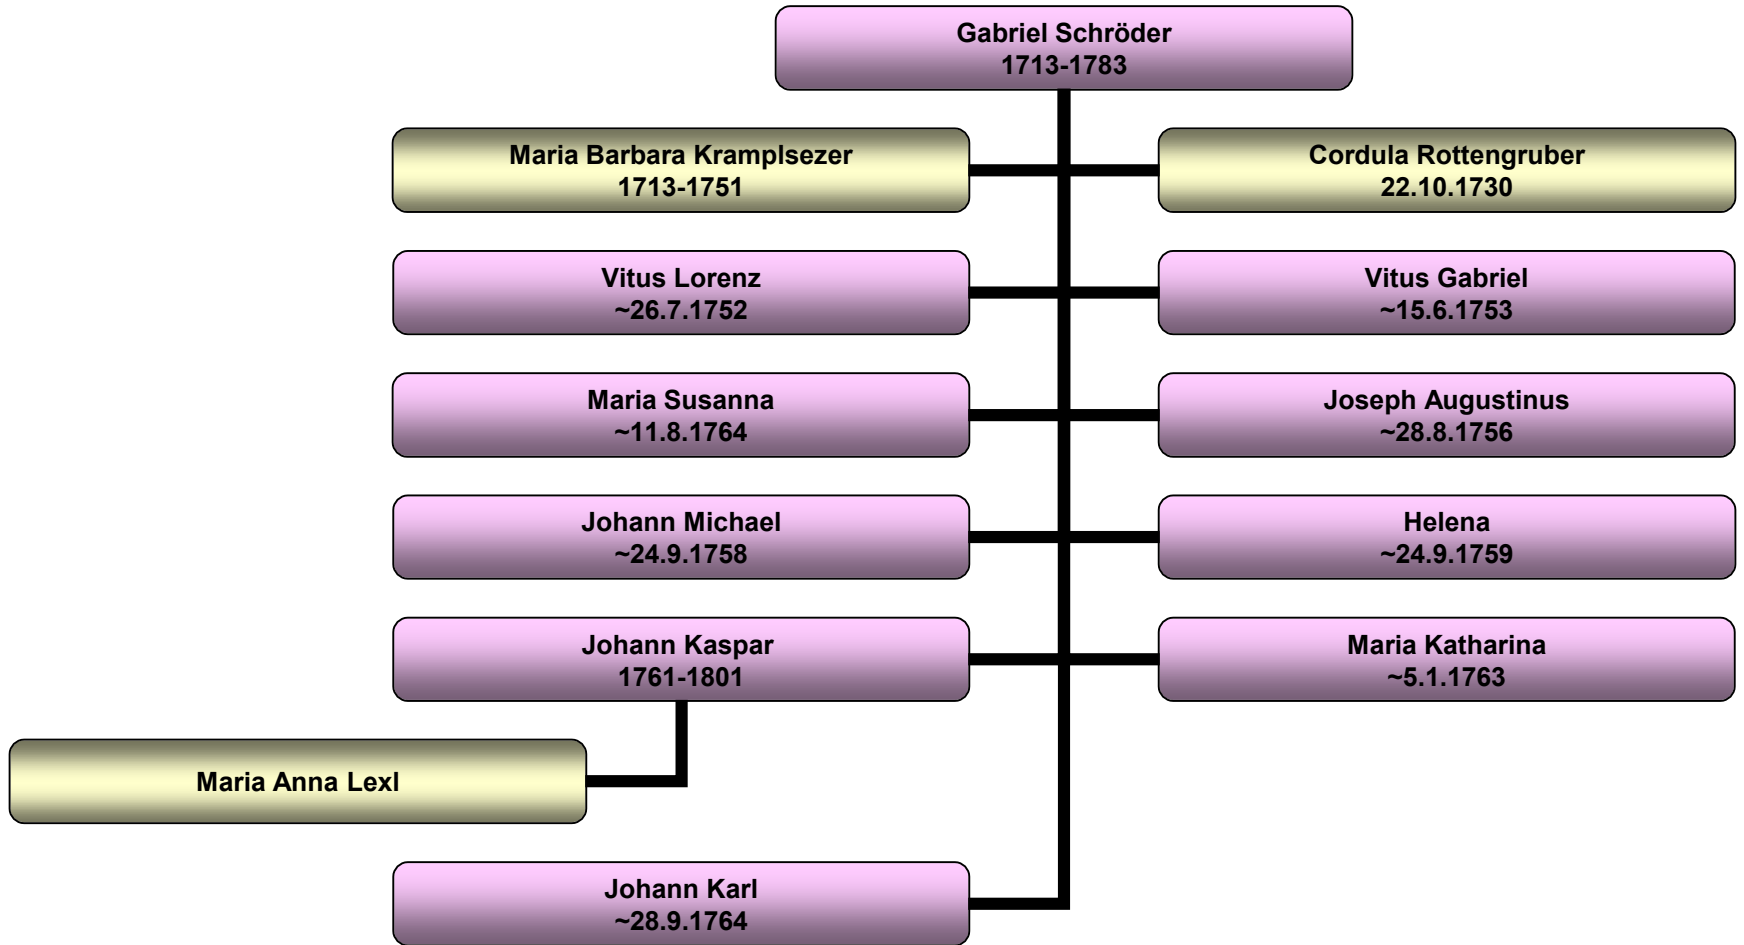 Gabriel Schröder
1713-1783
Maria Barbara Kramplsezer
1713-1751
Cordula Rottengruber
22.10.1730
Vitus Lorenz
~26.7.1752
Vitus Gabriel
~15.6.1753
Maria Susanna
~11.8.1764
Joseph Augustinus
~28.8.1756
Johann Michael
~24.9.1758
Helena
~24.9.1759
Johann Kaspar
1761-1801
Maria Katharina
~5.1.1763
Maria Anna Lexl
Johann Karl
~28.9.1764